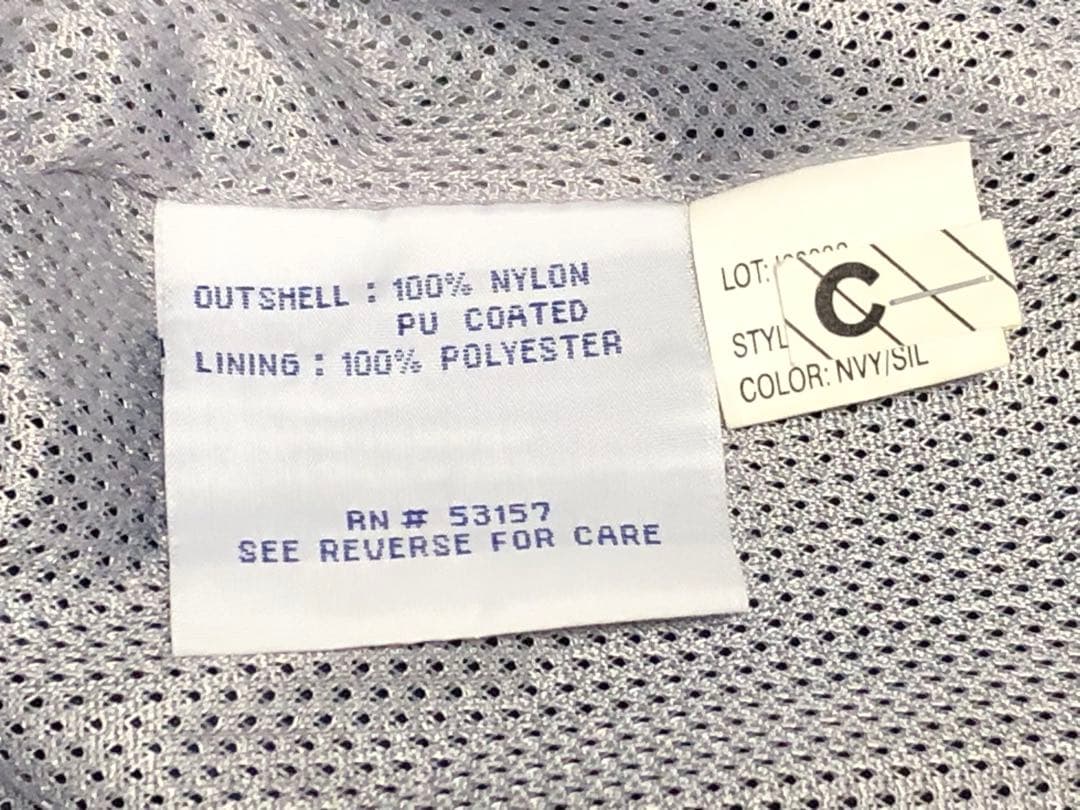 OUTSHELL : 100% NYLON
PU COATED
LINING : 100% POLYESTER
RN # 53157
SEE REVERSE FOR CARE
LOT:
C
STYL
COLOR: NVY/SIL